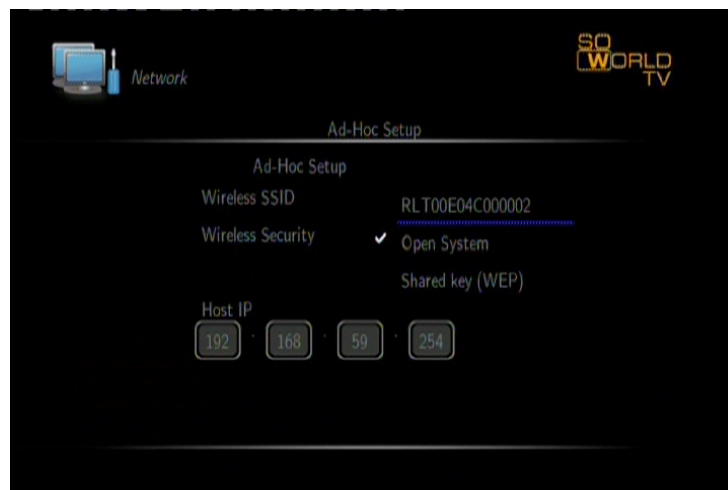 Network
SO
WORLD
TV
Ad-Hoc Setup
Ad-Hoc Setup
Wireless SSID
RLT00E04C000002
Wireless Security
✔ Open System
Shared key (WEP)
Host IP
192 · 168 · 59 · 254